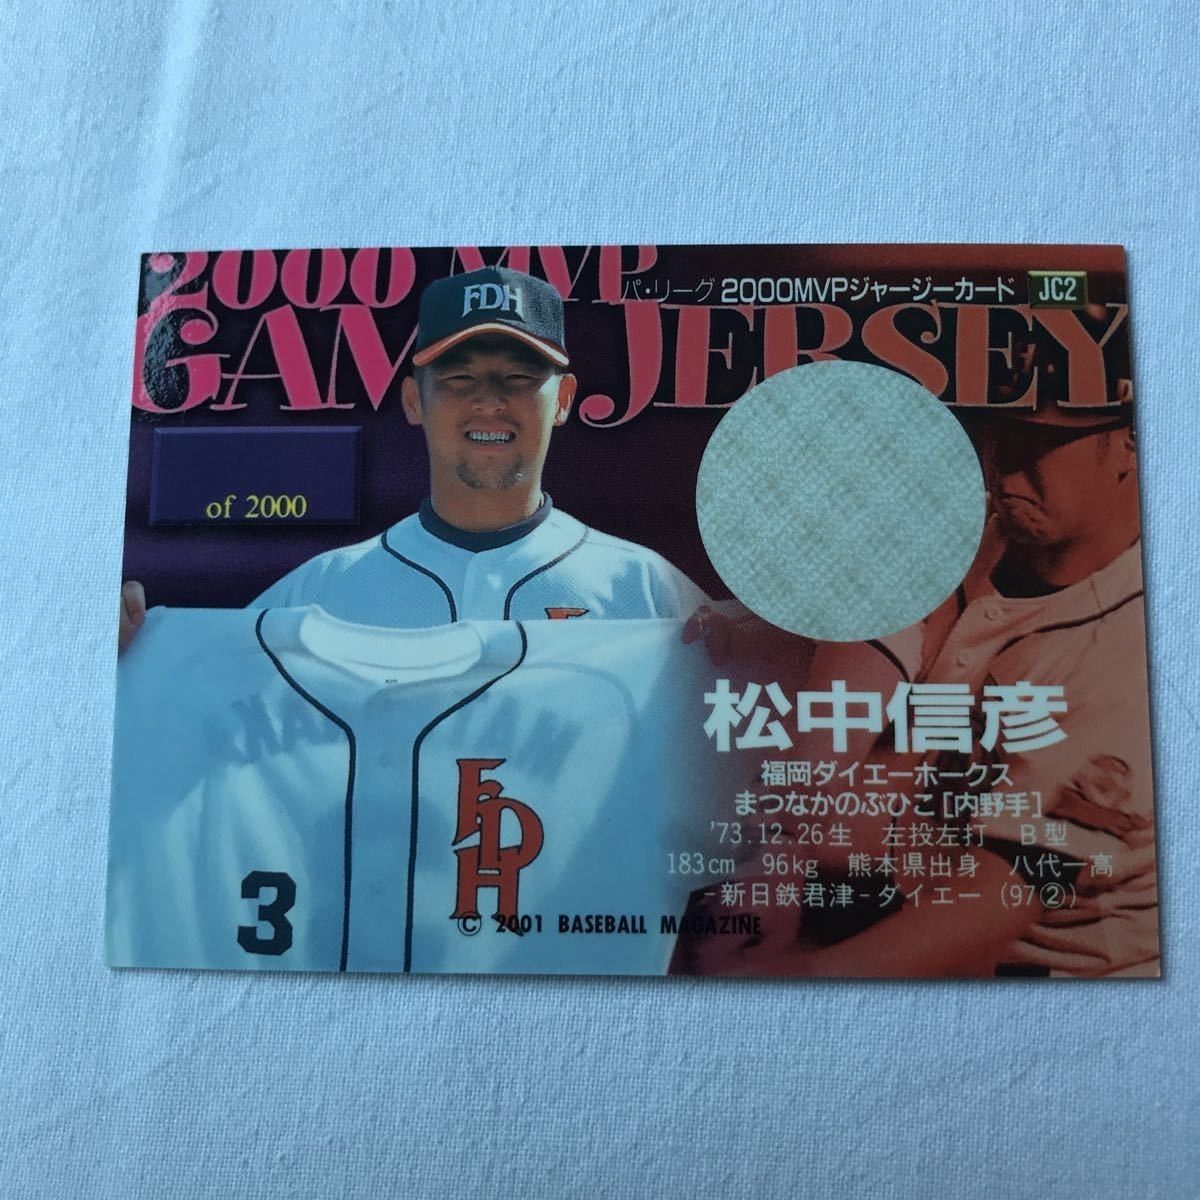 2000 MVP
GAME JERSEY
パ・リーグ 2000MVPジャージーカード JC2
FDH
of 2000
松中信彦
福岡ダイエーホークス
まつなかのぶひこ[内野手]
'73.12.26生 左投左打 B型
183cm 96kg 熊本県出身 八代一高
-新日鉄君津-ダイエー (97②)
FDH
3
© 2001 BASEBALL MAGAZINE